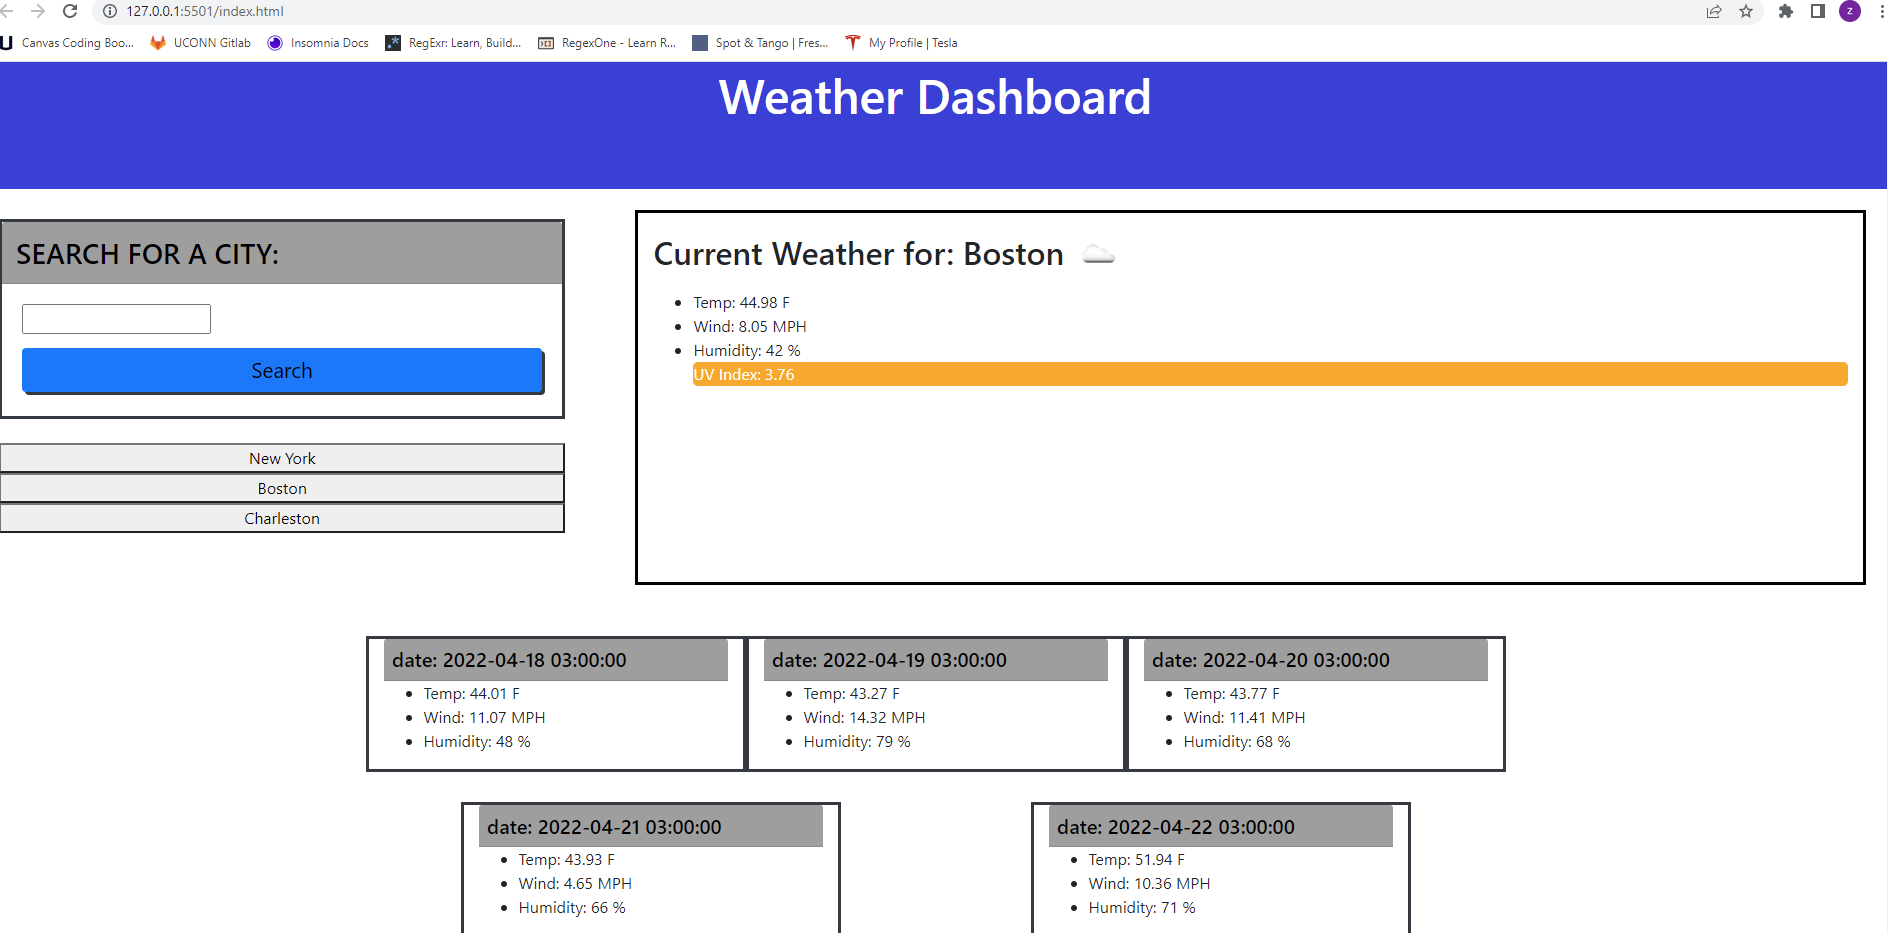 127.0.0.1:5501/index.html
z
U Canvas Coding Boo... UCONN Gitlab Insomnia Docs .* RegExr: Learn, Build... RegexOne - Learn R... Spot & Tango | Fres... My Profile | Tesla
Weather Dashboard
SEARCH FOR A CITY:
Search
New York
Boston
Charleston
Current Weather for: Boston
Temp: 44.98 F
Wind: 8.05 MPH
Humidity: 42 %
UV Index: 3.76
date: 2022-04-18 03:00:00
Temp: 44.01 F
Wind: 11.07 MPH
Humidity: 48 %
date: 2022-04-19 03:00:00
Temp: 43.27 F
Wind: 14.32 MPH
Humidity: 79 %
date: 2022-04-20 03:00:00
Temp: 43.77 F
Wind: 11.41 MPH
Humidity: 68 %
date: 2022-04-21 03:00:00
Temp: 43.93 F
Wind: 4.65 MPH
Humidity: 66 %
date: 2022-04-22 03:00:00
Temp: 51.94 F
Wind: 10.36 MPH
Humidity: 71 %